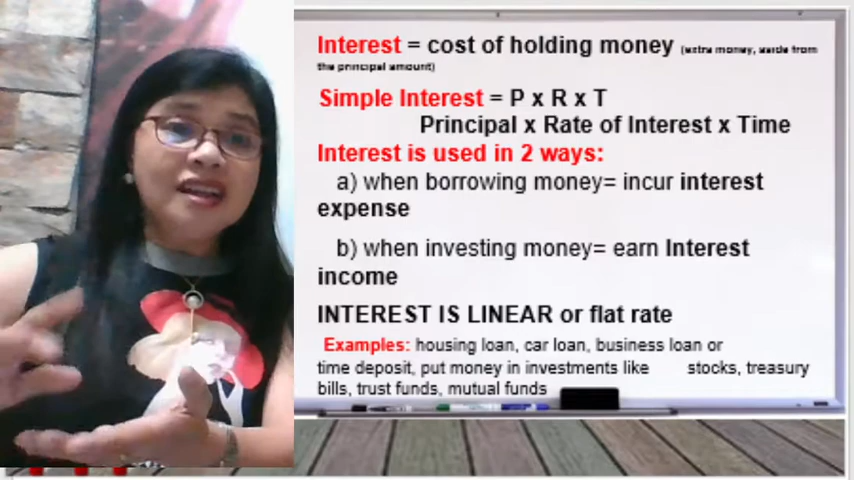 Interest = cost of holding money (extra money, aside from
the principal amount)
Simple Interest = P x R x T
Principal x Rate of Interest x Time
Interest is used in 2 ways:
a) when borrowing money= incur interest
expense
b) when investing money= earn Interest
income
INTEREST IS LINEAR or flat rate
Examples: housing loan, car loan, business loan or
time deposit, put money in investments like stocks, treasury
bills, trust funds, mutual funds